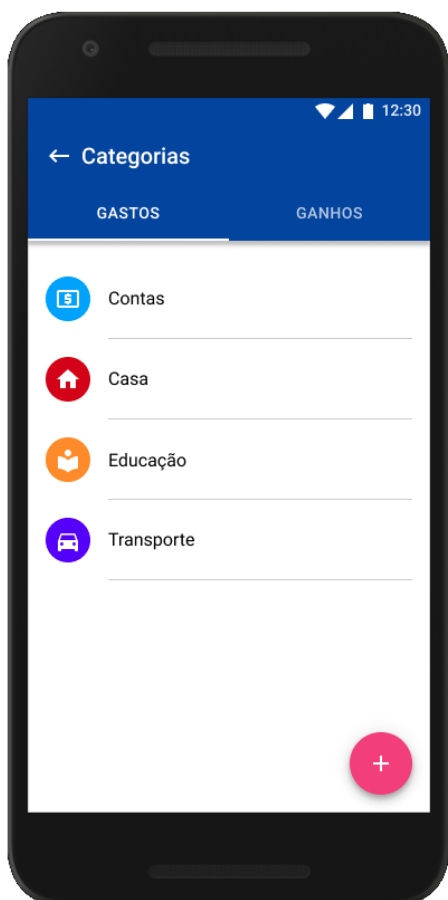 12:30
Categorias
GASTOS GANHOS
Contas
Casa
Educação
Transporte